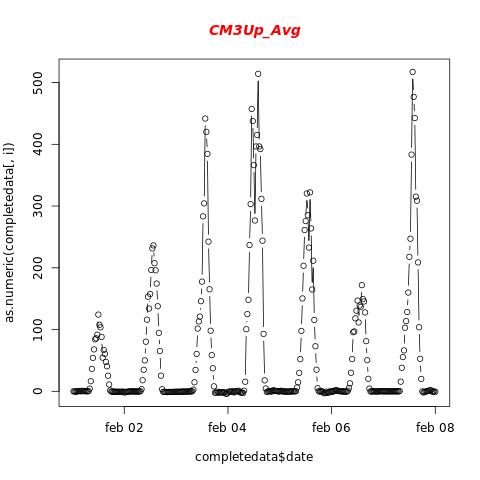 CM3Up_Avg
as.numeric(completedata[, i])
500
400
300
200
100
0
feb 02
feb 04
feb 06
feb 08
completedata$date